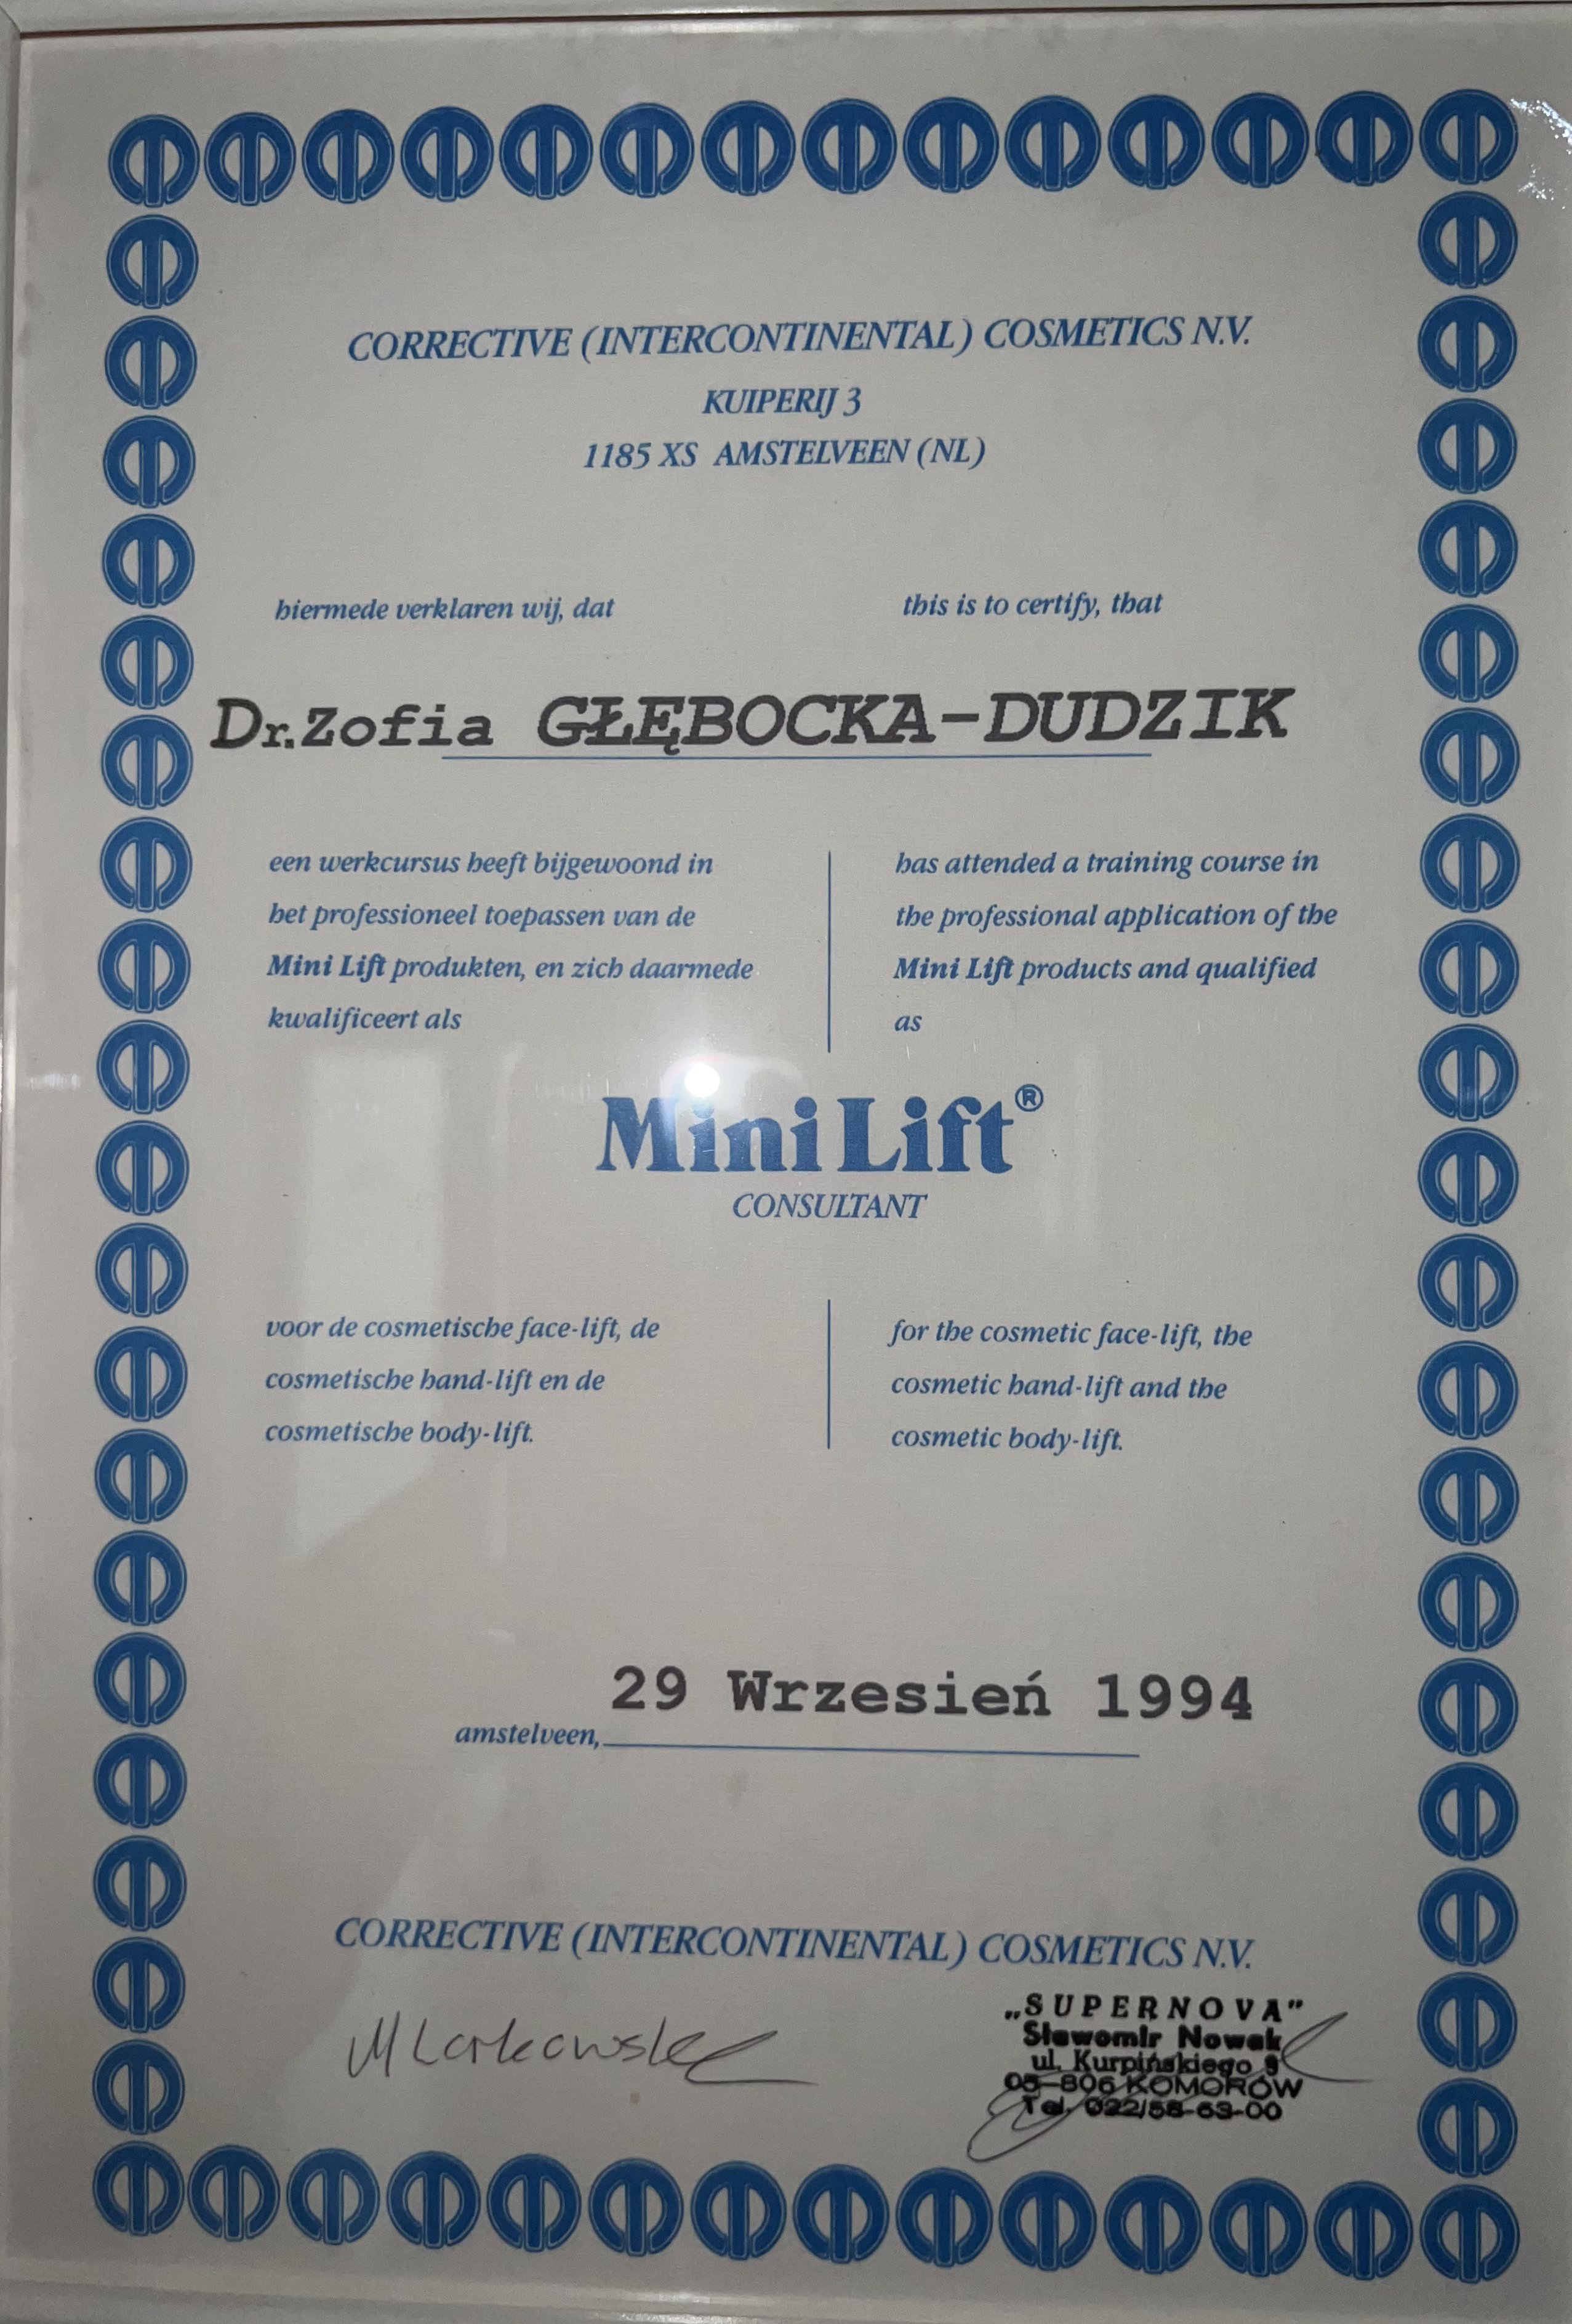 CORRECTIVE (INTERCONTINENTAL) COSMETICS N.V.
KUIPERIJ 3
1185 XS AMSTELVEEN (NL)
hiermede verklaren wij, dat
this is to certify, that
Dr. Zofia GŁĘBOCKA-DUDZIK
een werkcursus heeft bijgewoond in
het professioneel toepassen van de
Mini Lift produkten, en zich daarmede
kwalificeert als
has attended a training course in
the professional application of the
Mini Lift products and qualified
as
Mini Lift®
CONSULTANT
voor de cosmetische face-lift, de
cosmetische hand-lift en de
cosmetische body-lift.
for the cosmetic face-lift, the
cosmetic hand-lift and the
cosmetic body-lift.
29 Wrzesień 1994
amstelveen,
CORRECTIVE (INTERCONTINENTAL) COSMETICS N.V.
„SUPERNOVA"
Sławomir Nowak
ul. Kurpińskiego 9
05-806 KOMORÓW
Tel. 022/58-63-00